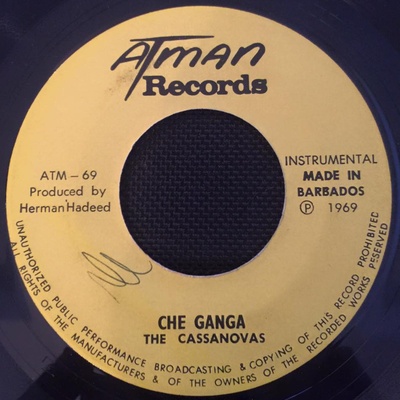 ATMAN
Records
ATM - 69
Produced by
Herman Hadeed
INSTRUMENTAL
MADE IN
BARBADOS
℗ 1969
CHE GANGA
THE CASSANOVAS
UNAUTHORIZED PUBLIC PERFORMANCE BROADCASTING & COPYING OF THIS RECORD PROHIBITED
ALL RIGHTS OF THE MANUFACTURERS & OF THE OWNERS OF THE RECORDED WORKS RESERVED